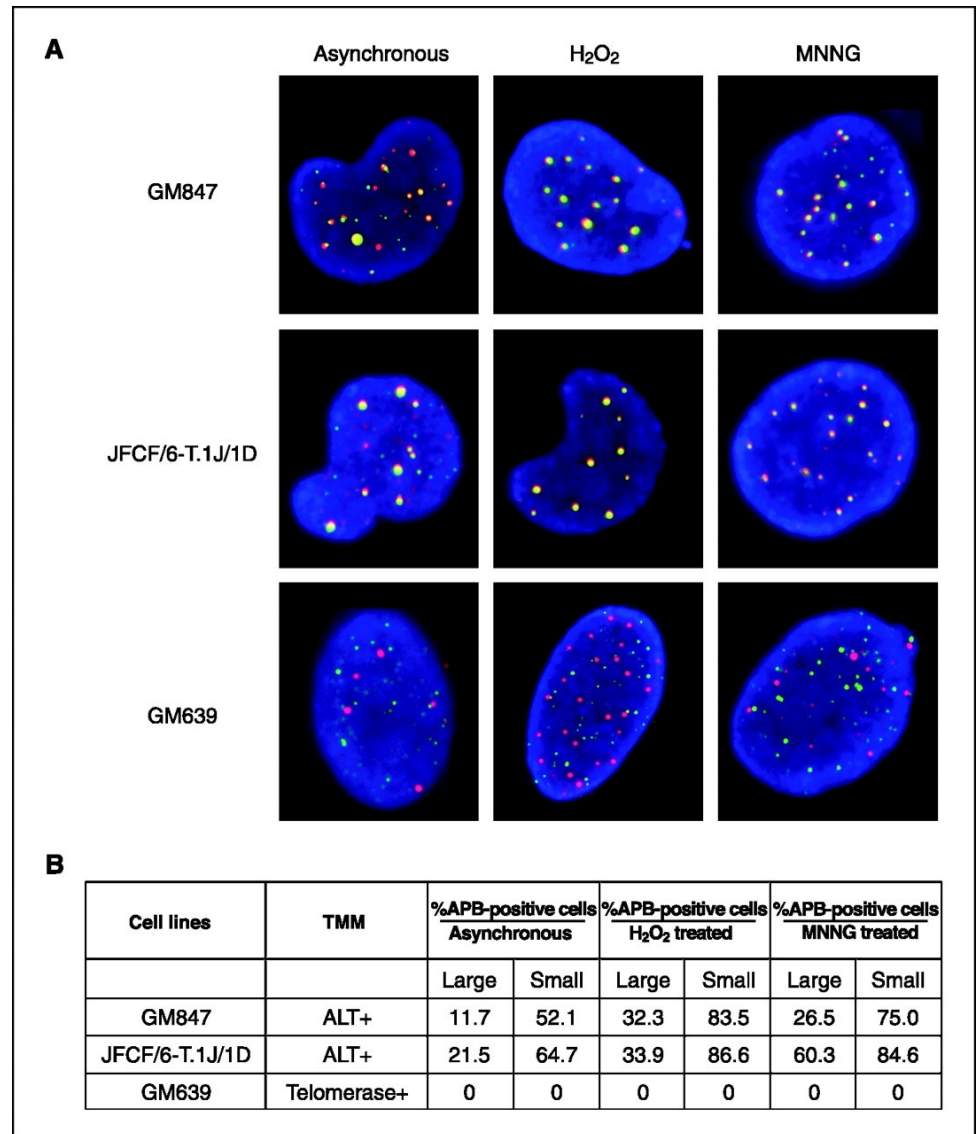 A
Asynchronous H₂O₂ MNNG
GM847
JFCF/6-T.1J/1D
GM639
B
Cell lines TMM %APB-positive cells %APB-positive cells %APB-positive cells
Asynchronous H₂O₂ treated MNNG treated
Large Small Large Small Large Small
GM847 ALT+ 11.7 52.1 32.3 83.5 26.5 75.0
JFCF/6-T.1J/1D ALT+ 21.5 64.7 33.9 86.6 60.3 84.6
GM639 Telomerase+ 0 0 0 0 0 0